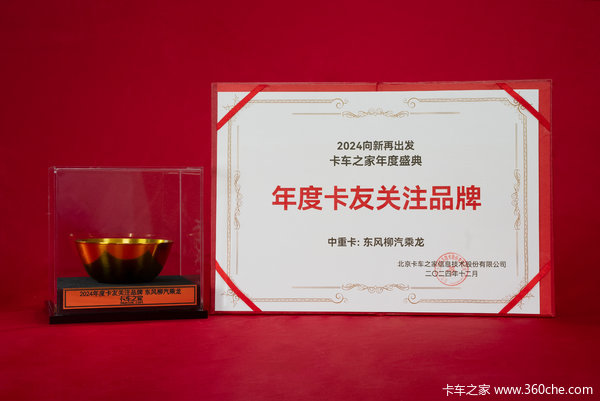 2024向新再出发
卡车之家年度盛典
年度卡友关注品牌
中重卡: 东风柳汽乘龙
北京卡车之家信息技术股份有限公司
二〇二四年十二月
2024年度卡友关注品牌 东风柳汽乘龙
卡车之家
卡车之家 www.360che.com